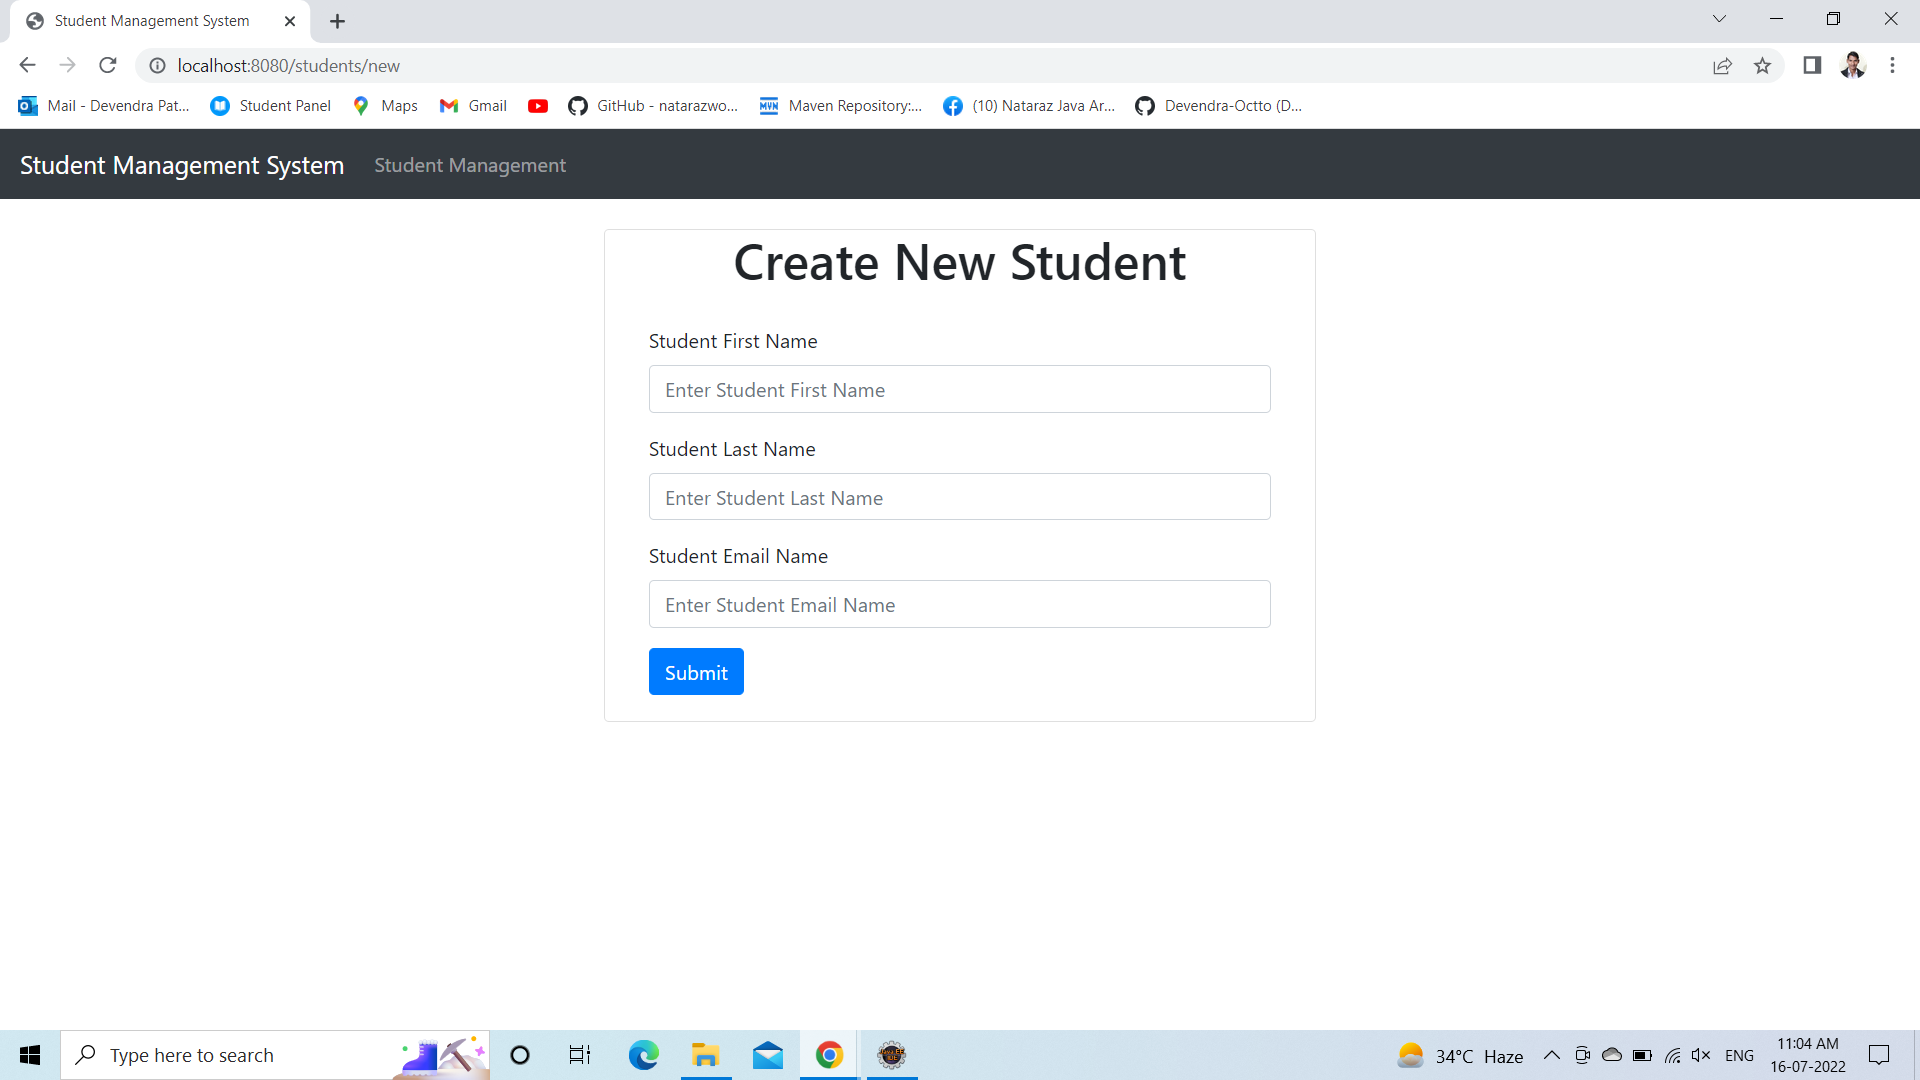 Student Management System
localhost:8080/students/new
Mail - Devendra Pat... Student Panel Maps Gmail GitHub - natarazwo... Maven Repository:... (10) Nataraz Java Ar... Devendra-Octto (D...
Student Management System Student Management
Create New Student
Student First Name
Enter Student First Name
Student Last Name
Enter Student Last Name
Student Email Name
Enter Student Email Name
Submit
Type here to search
34°C Haze ENG
11:04 AM
16-07-2022